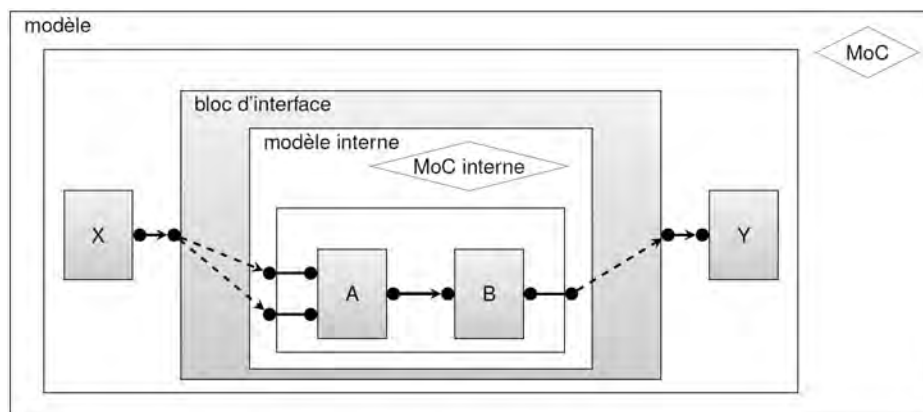 modèle
MoC
bloc d'interface
modèle interne
MoC interne
X
A
B
Y